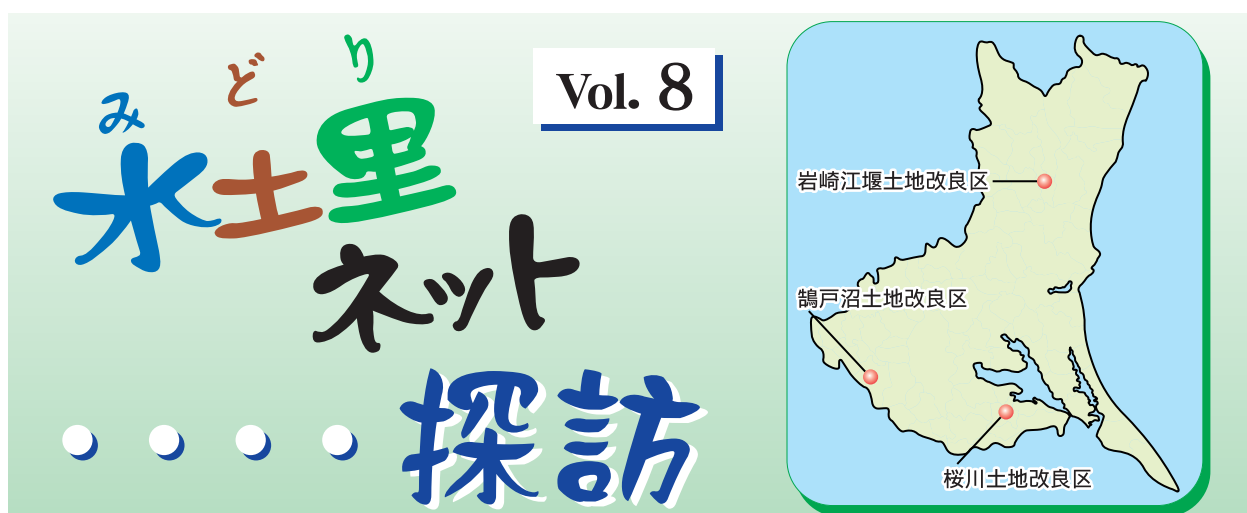 みどり
水土里
ネット
探訪
Vol. 8
岩崎江堰土地改良区
鵠戸沼土地改良区
桜川土地改良区